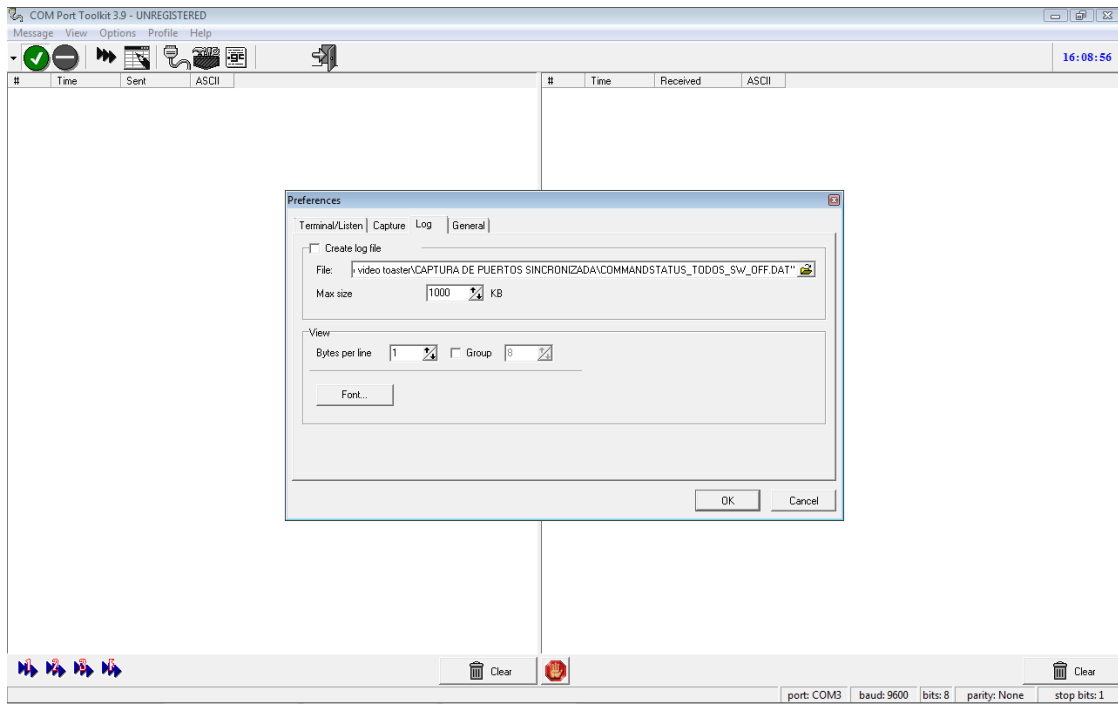 COM Port Toolkit 3.9 - UNREGISTERED
Message View Options Profile Help
16:08:56
# Time Sent ASCII # Time Received ASCII
Preferences
Terminal/Listen Capture Log General
Create log file
File: video toaster\CAPTURA DE PUERTOS SINCRONIZADA\COMMANDSTATUS_TODOS_SW_OFF.DAT"
Max size 1000 KB
View
Bytes per line 1 Group 8
Font...
OK Cancel
Clear Clear
port: COM3 baud: 9600 bits: 8 parity: None stop bits: 1